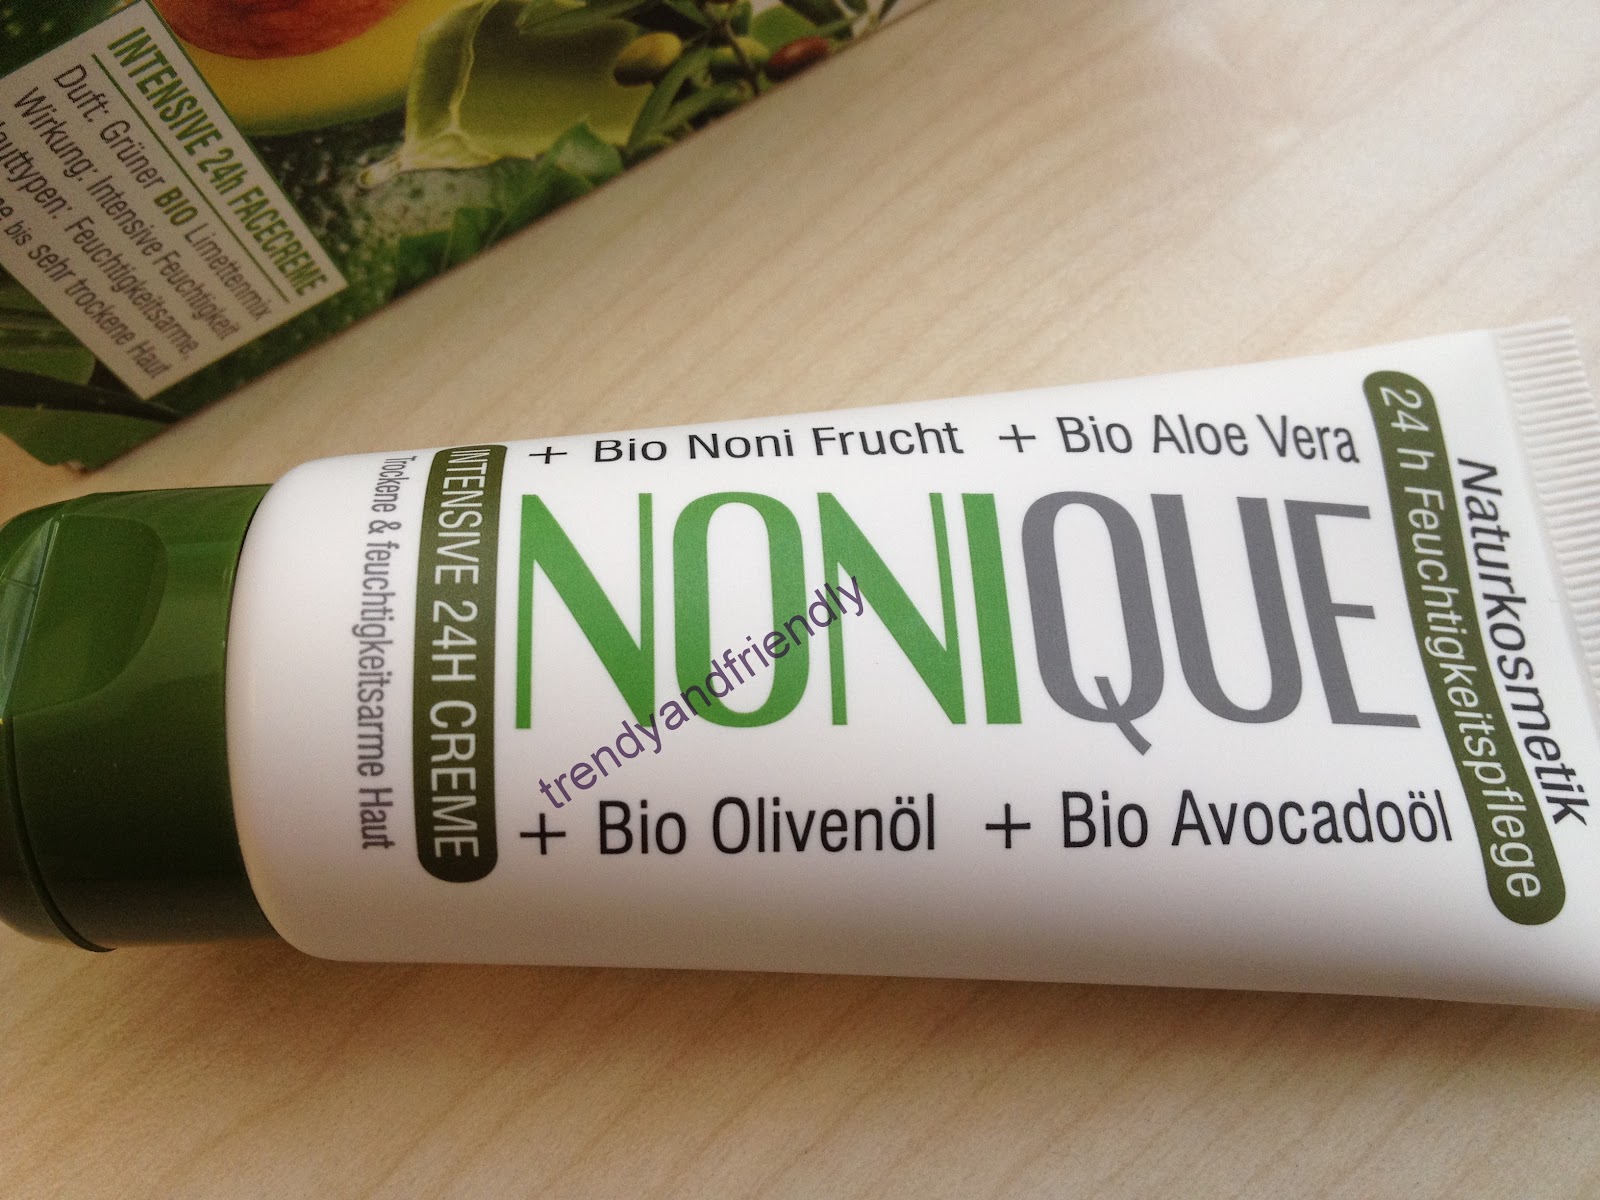 INTENSIVE 24h FACECREME
Duft: Grüner BIO Limettenmix
Wirkung: Intensive Feuchtigkeit
Feuchtigkeitsarme,
bis sehr trockene Haut
Naturkosmetik
24 h Feuchtigkeitspflege
+ Bio Noni Frucht + Bio Aloe Vera
NONIQUE
+ Bio Olivenöl + Bio Avocadoöl
INTENSIVE 24H CREME
Trockene & feuchtigkeitsarme Haut
trendyandfriendly